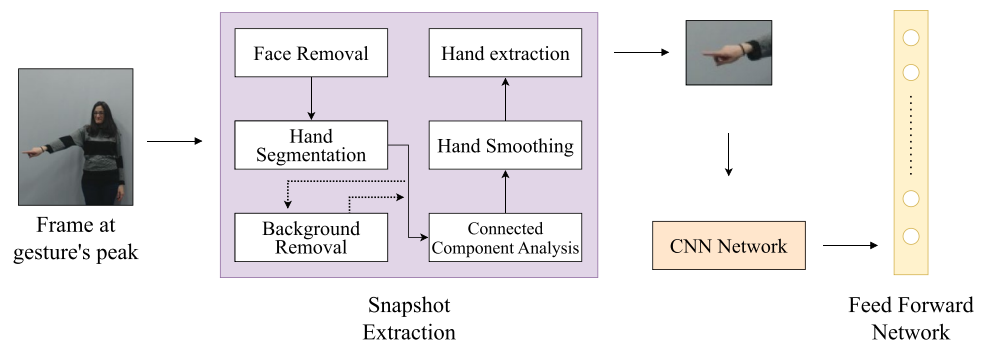 Frame at
gesture's peak
Face Removal
Hand
Segmentation
Background
Removal
Hand extraction
Hand Smoothing
Connected
Component Analysis
Snapshot
Extraction
CNN Network
Feed Forward
Network